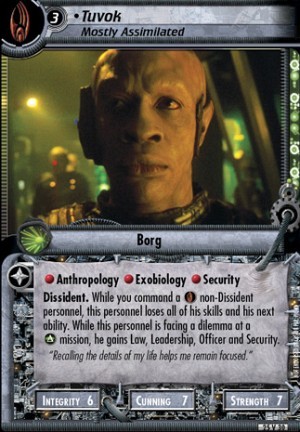 3 • Tuvok
Mostly Assimilated
Borg
• Anthropology • Exobiology • Security
Dissident. While you command a non-Dissident
personnel, this personnel loses all of his skills and his next
ability. While this personnel is facing a dilemma at a
mission, he gains Law, Leadership, Officer and Security.
"Recalling the details of my life helps me remain focused."
INTEGRITY 6 CUNNING 7 STRENGTH 7